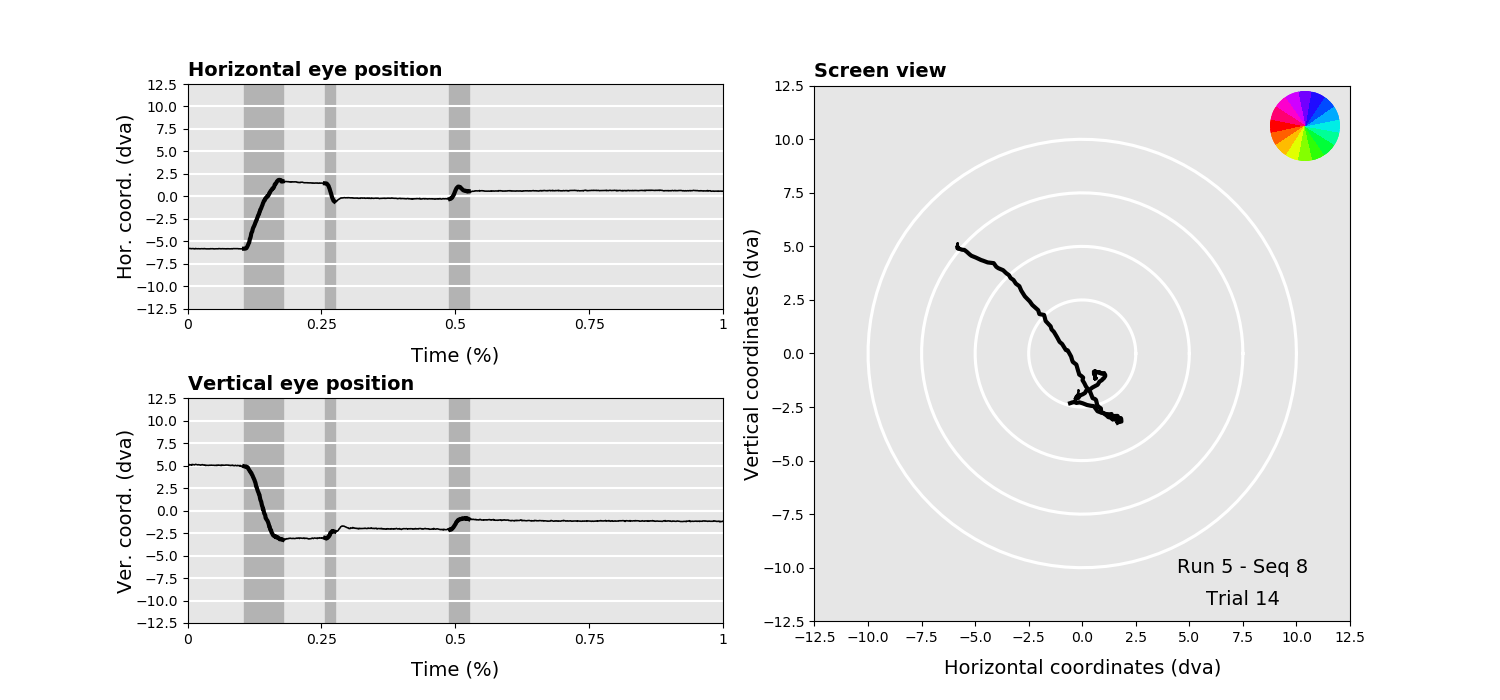 Horizontal eye position
Hor. coord. (dva)
12.5
10.0
7.5
5.0
2.5
0.0
−2.5
−5.0
−7.5
−10.0
−12.5
0 0.25 0.5 0.75 1
Time (%)
Vertical eye position
Ver. coord. (dva)
12.5
10.0
7.5
5.0
2.5
0.0
−2.5
−5.0
−7.5
−10.0
−12.5
0 0.25 0.5 0.75 1
Time (%)
Screen view
Vertical coordinates (dva)
12.5
10.0
7.5
5.0
2.5
0.0
−2.5
−5.0
−7.5
−10.0
−12.5
Run 5 - Seq 8
Trial 14
−12.5 −10.0 −7.5 −5.0 −2.5 0.0 2.5 5.0 7.5 10.0 12.5
Horizontal coordinates (dva)